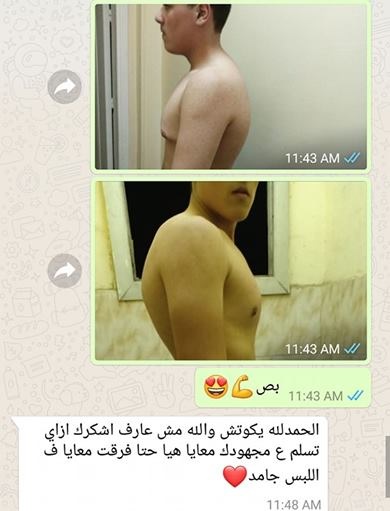 11:43 AM
11:43 AM
بص💪😍
11:43 AM
الحمدلله يكوتش والله مش عارف اشكرك ازاي
تسلم ع مجهودك معايا هيا حتا فرقت معايا ف
اللبس جامد❤️
11:48 AM